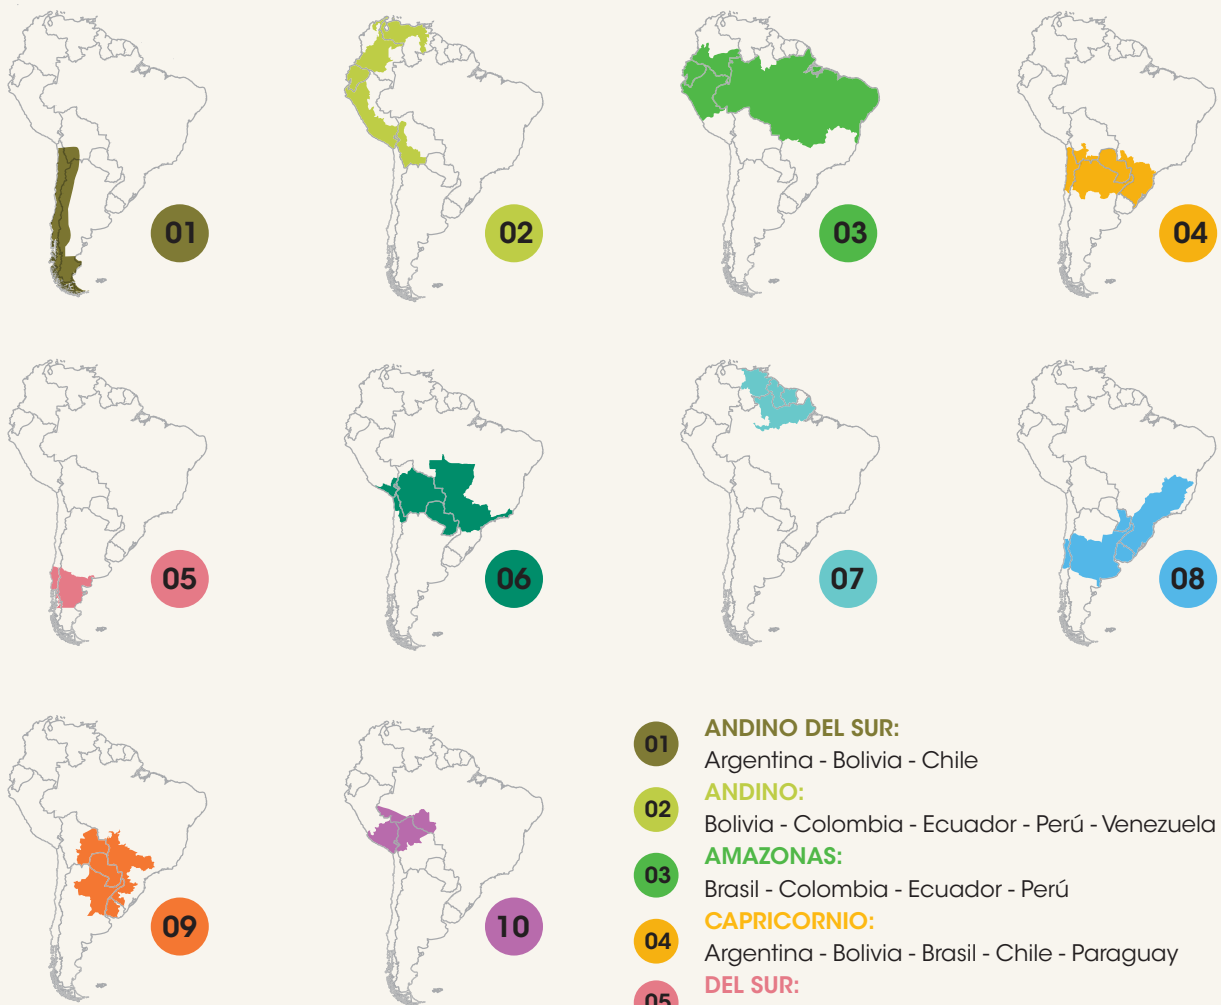 01
02
03
04
05
06
07
08
09
10
01
ANDINO DEL SUR:
Argentina - Bolivia - Chile
02
ANDINO:
Bolivia - Colombia - Ecuador - Perú - Venezuela
03
AMAZONAS:
Brasil - Colombia - Ecuador - Perú
04
CAPRICORNIO:
Argentina - Bolivia - Brasil - Chile - Paraguay
05
DEL SUR: